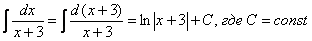 ∫ dx/(x+3) = ∫ d(x+3)/(x+3) = ln|x+3| + C, где C = const